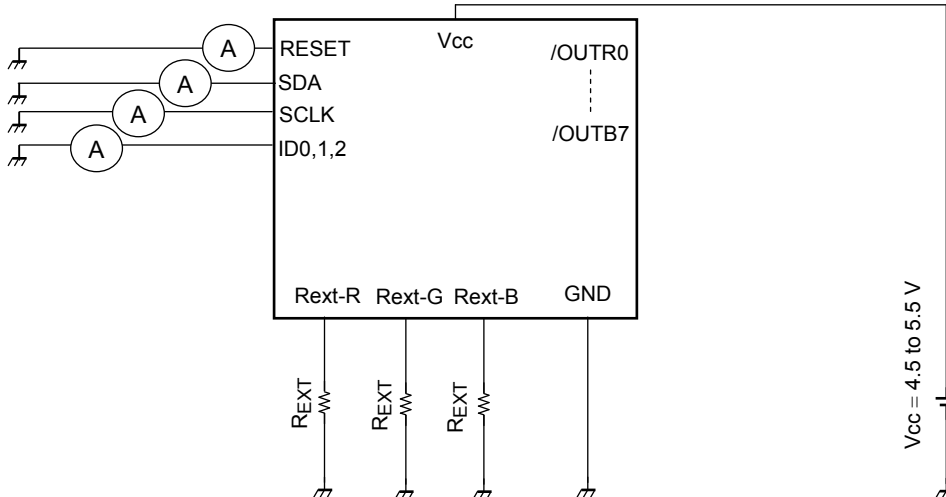 Vcc
A RESET
/OUTR0
A SDA
A SCLK
/OUTB7
A ID0,1,2
Rext-R Rext-G Rext-B GND
REXT REXT REXT
Vcc = 4.5 to 5.5 V